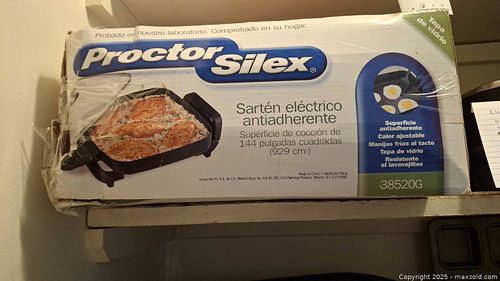 Probado en nuestro laboratorio. Comprobado en su hogar.
Tapa
de vidrio
Proctor
Silex®
Sartén eléctrico
antiadherente
Superficie de cocción de
144 pulgadas cuadradas
(929 cm²)
Superficie
antiadherente
Calor ajustable
Manijas frías al tacto
Tapa de vidrio
Resistente
al lavavajillas
38520G
Copyright 2025 - maxsold.com